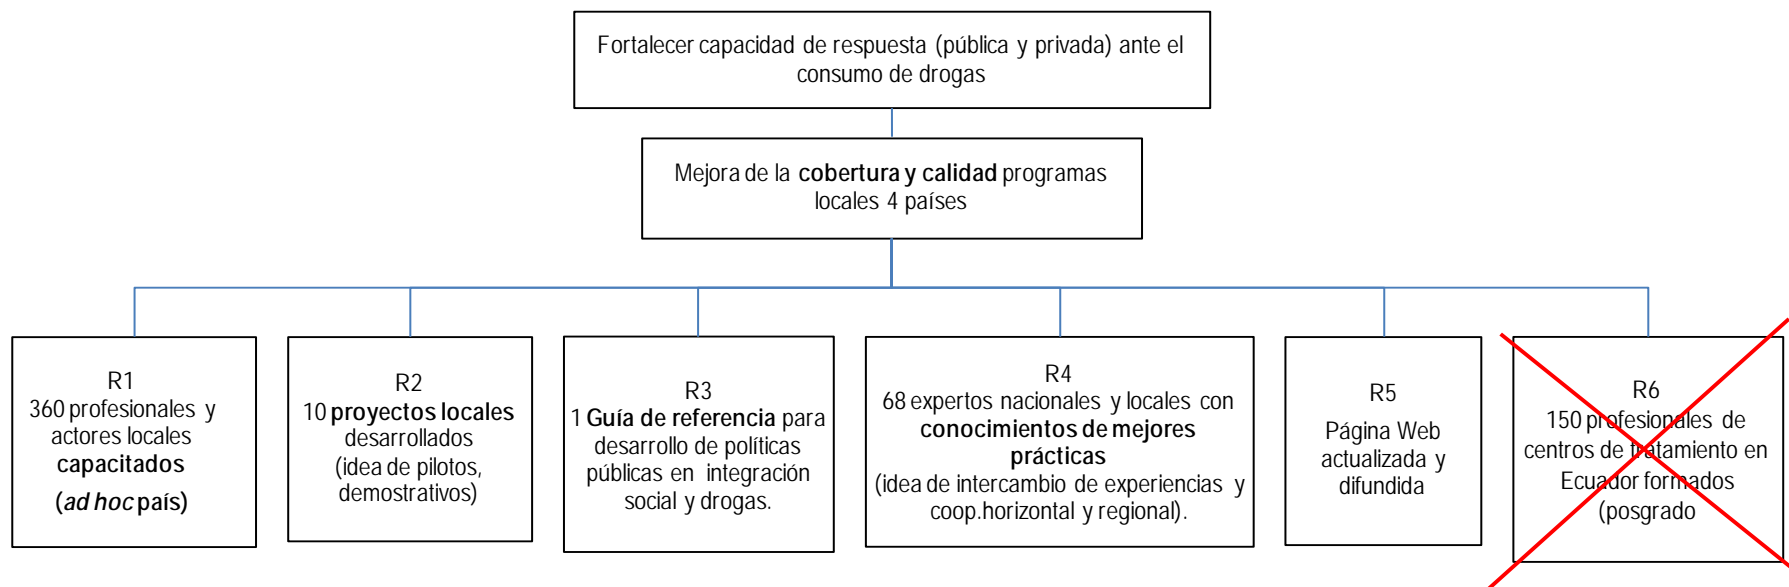 Fortalecer capacidad de respuesta (pública y privada) ante el
consumo de drogas
Mejora de la cobertura y calidad programas
locales 4 países
R1
360 profesionales y
actores locales
capacitados
(ad hoc país)
R2
10 proyectos locales
desarrollados
(idea de pilotos,
demostrativos)
R3
1 Guía de referencia para
desarrollo de políticas
públicas en integración
social y drogas.
R4
68 expertos nacionales y locales con
conocimientos de mejores
prácticas
(idea de intercambio de experiencias y
coop.horizontal y regional).
R5
Página Web
actualizada y
difundida
R6
150 profesionales de
centros de tratamiento en
Ecuador formados
(posgrado